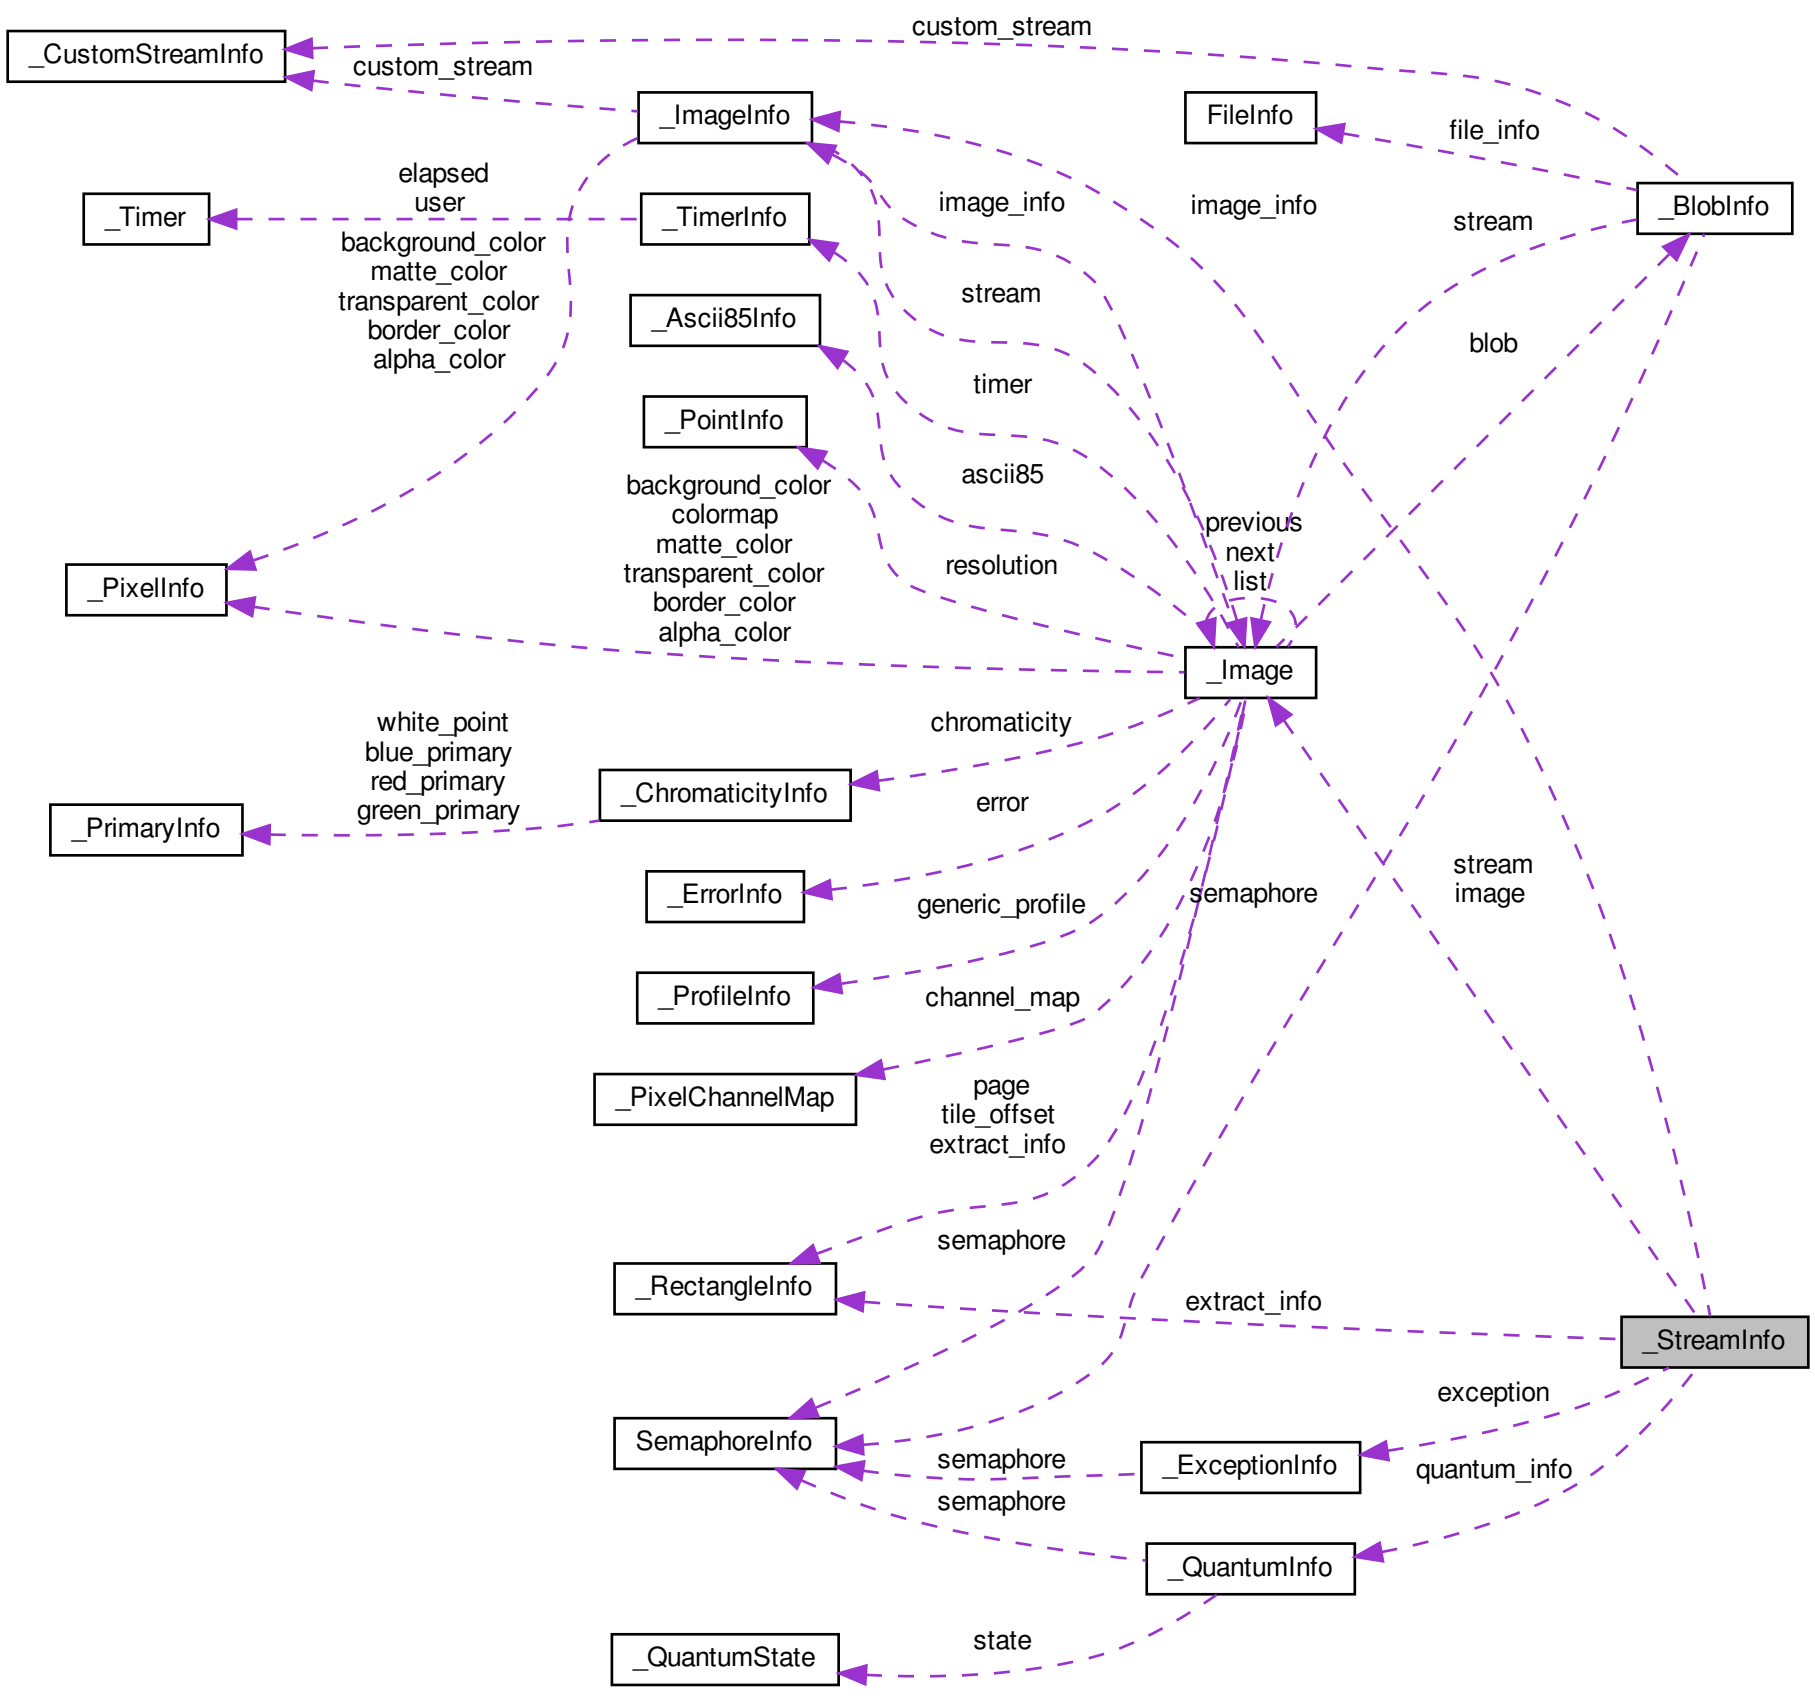 custom_stream
_CustomStreamInfo
custom_stream
_ImageInfo
FileInfo
file_info
elapsed
user
image_info
image_info
_BlobInfo
stream
_Timer
_TimerInfo
background_color
matte_color
transparent_color
border_color
alpha_color
stream
_Ascii85Info
blob
timer
_PointInfo
ascii85
background_color
colormap
matte_color
transparent_color
border_color
alpha_color
previous
next
list
resolution
_PixelInfo
_Image
chromaticity
white_point
blue_primary
red_primary
green_primary
_ChromaticityInfo
error
_PrimaryInfo
stream
image
_ErrorInfo
semaphore
generic_profile
_ProfileInfo
channel_map
_PixelChannelMap
page
tile_offset
extract_info
semaphore
_RectangleInfo
extract_info
_StreamInfo
exception
SemaphoreInfo
semaphore
_ExceptionInfo
quantum_info
semaphore
_QuantumInfo
state
_QuantumState